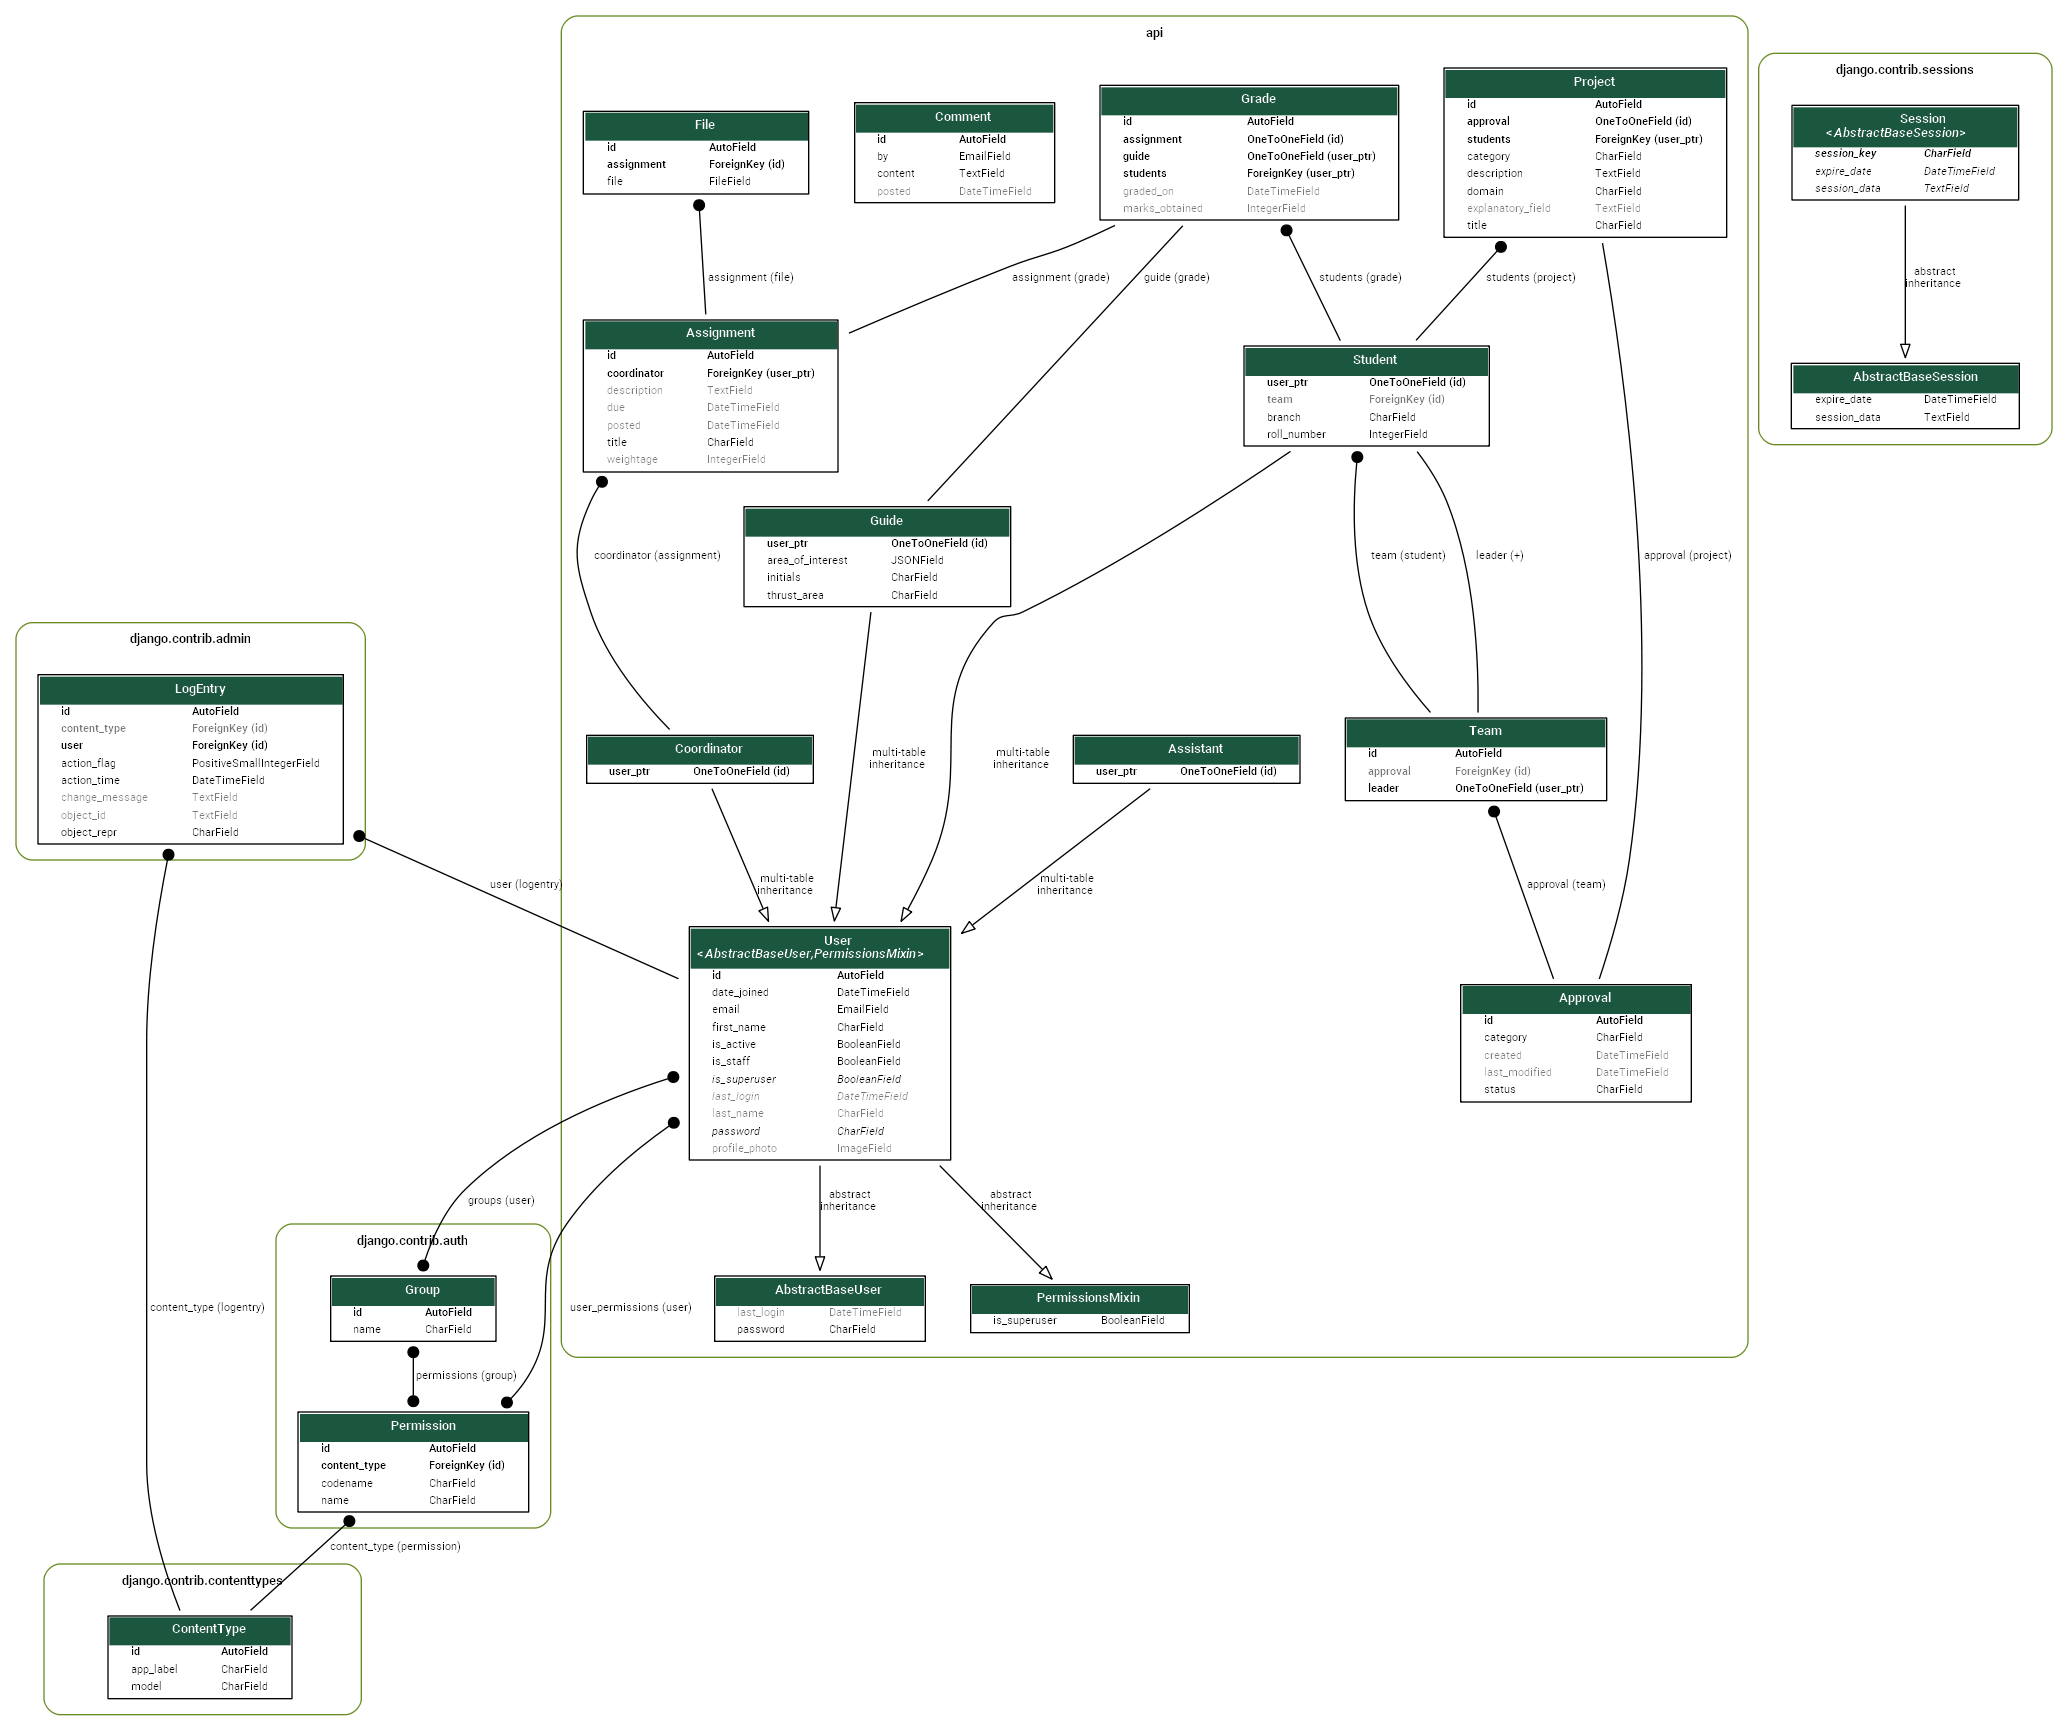 api
File
id AutoField
assignment ForeignKey (id)
file FileField
Comment
id AutoField
by EmailField
content TextField
posted DateTimeField
Grade
id AutoField
assignment OneToOneField (id)
guide OneToOneField (user_ptr)
students ForeignKey (user_ptr)
graded_on DateTimeField
marks_obtained IntegerField
Project
id AutoField
approval OneToOneField (id)
students ForeignKey (user_ptr)
category CharField
description TextField
domain CharField
explanatory_field TextField
title CharField
django.contrib.sessions
Session
<AbstractBaseSession>
session_key CharField
expire_date DateTimeField
session_data TextField
abstract
inheritance
AbstractBaseSession
expire_date DateTimeField
session_data TextField
assignment (file)
assignment (grade)
guide (grade)
students (grade)
students (project)
Assignment
id AutoField
coordinator ForeignKey (user_ptr)
description TextField
due DateTimeField
posted DateTimeField
title CharField
weightage IntegerField
Student
user_ptr OneToOneField (id)
team ForeignKey (id)
branch CharField
roll_number IntegerField
Guide
user_ptr OneToOneField (id)
area_of_interest JSONField
initials CharField
thrust_area CharField
coordinator (assignment)
team (student)
leader (+)
approval (project)
django.contrib.admin
LogEntry
id AutoField
content_type ForeignKey (id)
user ForeignKey (id)
action_flag PositiveSmallIntegerField
action_time DateTimeField
change_message TextField
object_id TextField
object_repr CharField
Coordinator
user_ptr OneToOneField (id)
multi-table
inheritance
multi-table
inheritance
Assistant
user_ptr OneToOneField (id)
Team
id AutoField
approval ForeignKey (id)
leader OneToOneField (user_ptr)
user (logentry)
multi-table
inheritance
multi-table
inheritance
approval (team)
User
<AbstractBaseUser,PermissionsMixin>
id AutoField
date_joined DateTimeField
email EmailField
first_name CharField
is_active BooleanField
is_staff BooleanField
is_superuser BooleanField
last_login DateTimeField
last_name CharField
password CharField
profile_photo ImageField
Approval
id AutoField
category CharField
created DateTimeField
last_modified DateTimeField
status CharField
groups (user)
abstract
inheritance
abstract
inheritance
django.contrib.auth
Group
id AutoField
name CharField
content_type (logentry)
user_permissions (user)
AbstractBaseUser
last_login DateTimeField
password CharField
PermissionsMixin
is_superuser BooleanField
permissions (group)
Permission
id AutoField
content_type ForeignKey (id)
codename CharField
name CharField
content_type (permission)
django.contrib.contenttypes
ContentType
id AutoField
app_label CharField
model CharField